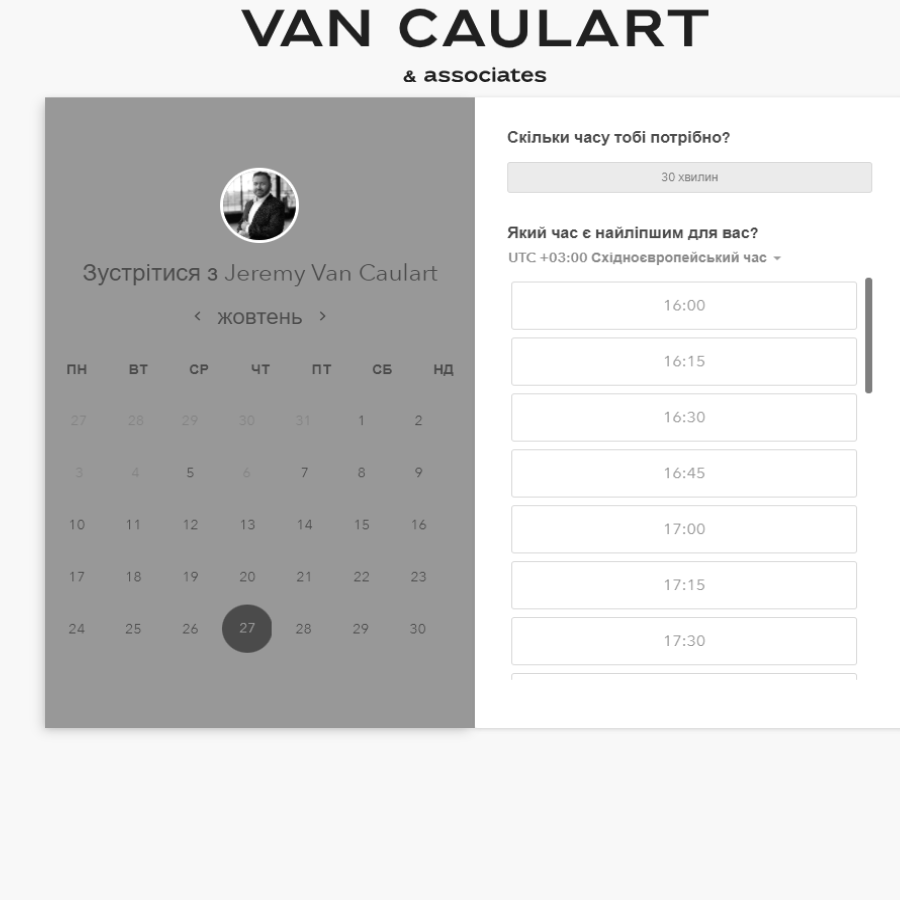 VAN CAULART
& associates
Зустрітися з Jeremy Van Caulart
‹ жовтень ›
ПН ВТ СР ЧТ ПТ СБ НД
27 28 29 30 31 1 2
3 4 5 6 7 8 9
10 11 12 13 14 15 16
17 18 19 20 21 22 23
24 25 26 27 28 29 30
Скільки часу тобі потрібно?
30 хвилин
Який час є найліпшим для вас?
UTC +03:00 Східноєвропейський час
16:00
16:15
16:30
16:45
17:00
17:15
17:30